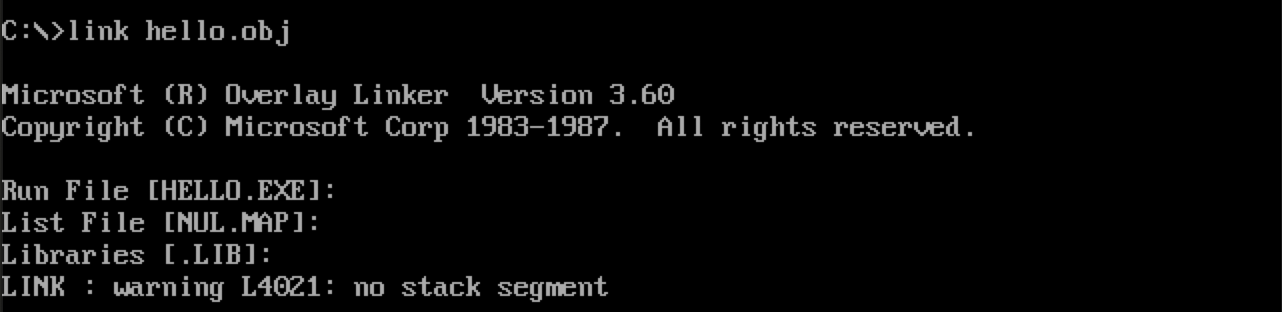 C:\>link hello.obj
Microsoft (R) Overlay Linker  Version 3.60
Copyright (C) Microsoft Corp 1983-1987.  All rights reserved.
Run File [HELLO.EXE]:
List File [NUL.MAP]:
Libraries [.LIB]:
LINK : warning L4021: no stack segment